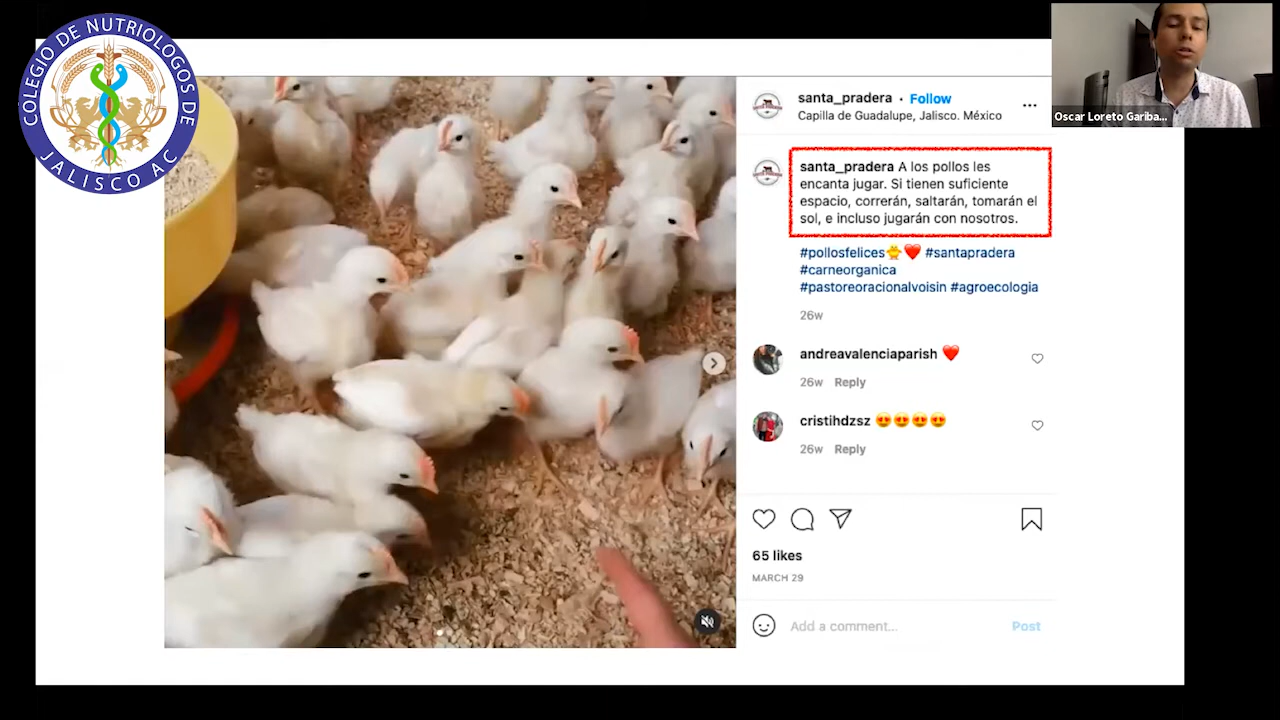 COLEGIO DE NUTRIOLOGOS DE
JALISCO AC
santa_pradera • Follow
Capilla de Guadalupe, Jalisco. México
santa_pradera A los pollos les
encanta jugar. Si tienen suficiente
espacio, correrán, saltarán, tomarán el
sol, e incluso jugarán con nosotros.
#pollosfelices🐥❤️ #santapradera
#carneorganica
#pastoreoracionalvoisin #agroecologia
26w
andreavalenciaparish ❤️
26w Reply
cristihdzsz 😍😍😍😍
26w Reply
65 likes
MARCH 29
Add a comment...
Post
Oscar Loreto Gariba...